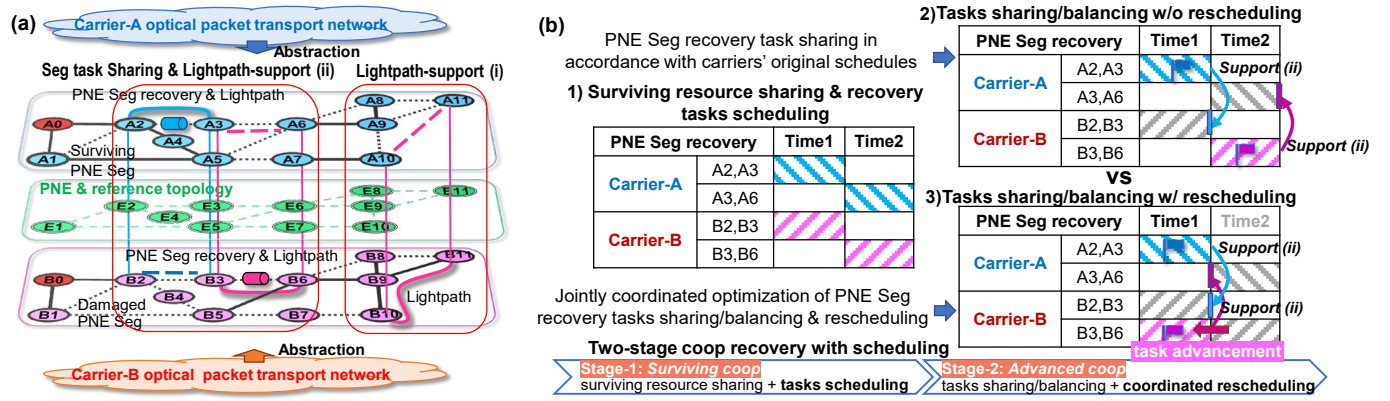 (a)
Carrier-A optical packet transport network
Abstraction
Seg task Sharing & Lightpath-support (ii)
Lightpath-support (i)
PNE Seg recovery & Lightpath
A0
A2
A3
A6
A8
A11
A9
A4
A1
Surviving
PNE Seg
A5
A7
A10
PNE & reference topology
E8
E11
E2
E3
E6
E9
E4
E1
E5
E7
E10
PNE Seg recovery & Lightpath
B8
B11
B0
B2
B3
B6
B9
B4
Damaged
PNE Seg
B1
B5
B7
B10
Lightpath
Abstraction
Carrier-B optical packet transport network
(b)
PNE Seg recovery task sharing in
accordance with carriers' original schedules
1) Surviving resource sharing & recovery
tasks scheduling
PNE Seg recovery Time1 Time2
Carrier-A
A2,A3
A3,A6
Carrier-B
B2,B3
B3,B6
Jointly coordinated optimization of PNE Seg
recovery tasks sharing/balancing & rescheduling
2)Tasks sharing/balancing w/o rescheduling
PNE Seg recovery Time1 Time2
Carrier-A
A2,A3
Support (ii)
A3,A6
Carrier-B
B2,B3
B3,B6
Support (ii)
vs
3)Tasks sharing/balancing w/ rescheduling
PNE Seg recovery Time1 Time2
Carrier-A
A2,A3
Support (ii)
A3,A6
Carrier-B
B2,B3
Support (ii)
B3,B6
task advancement
Two-stage coop recovery with scheduling
Stage-1: Surviving coop
surviving resource sharing + tasks scheduling
Stage-2: Advanced coop
tasks sharing/balancing + coordinated rescheduling